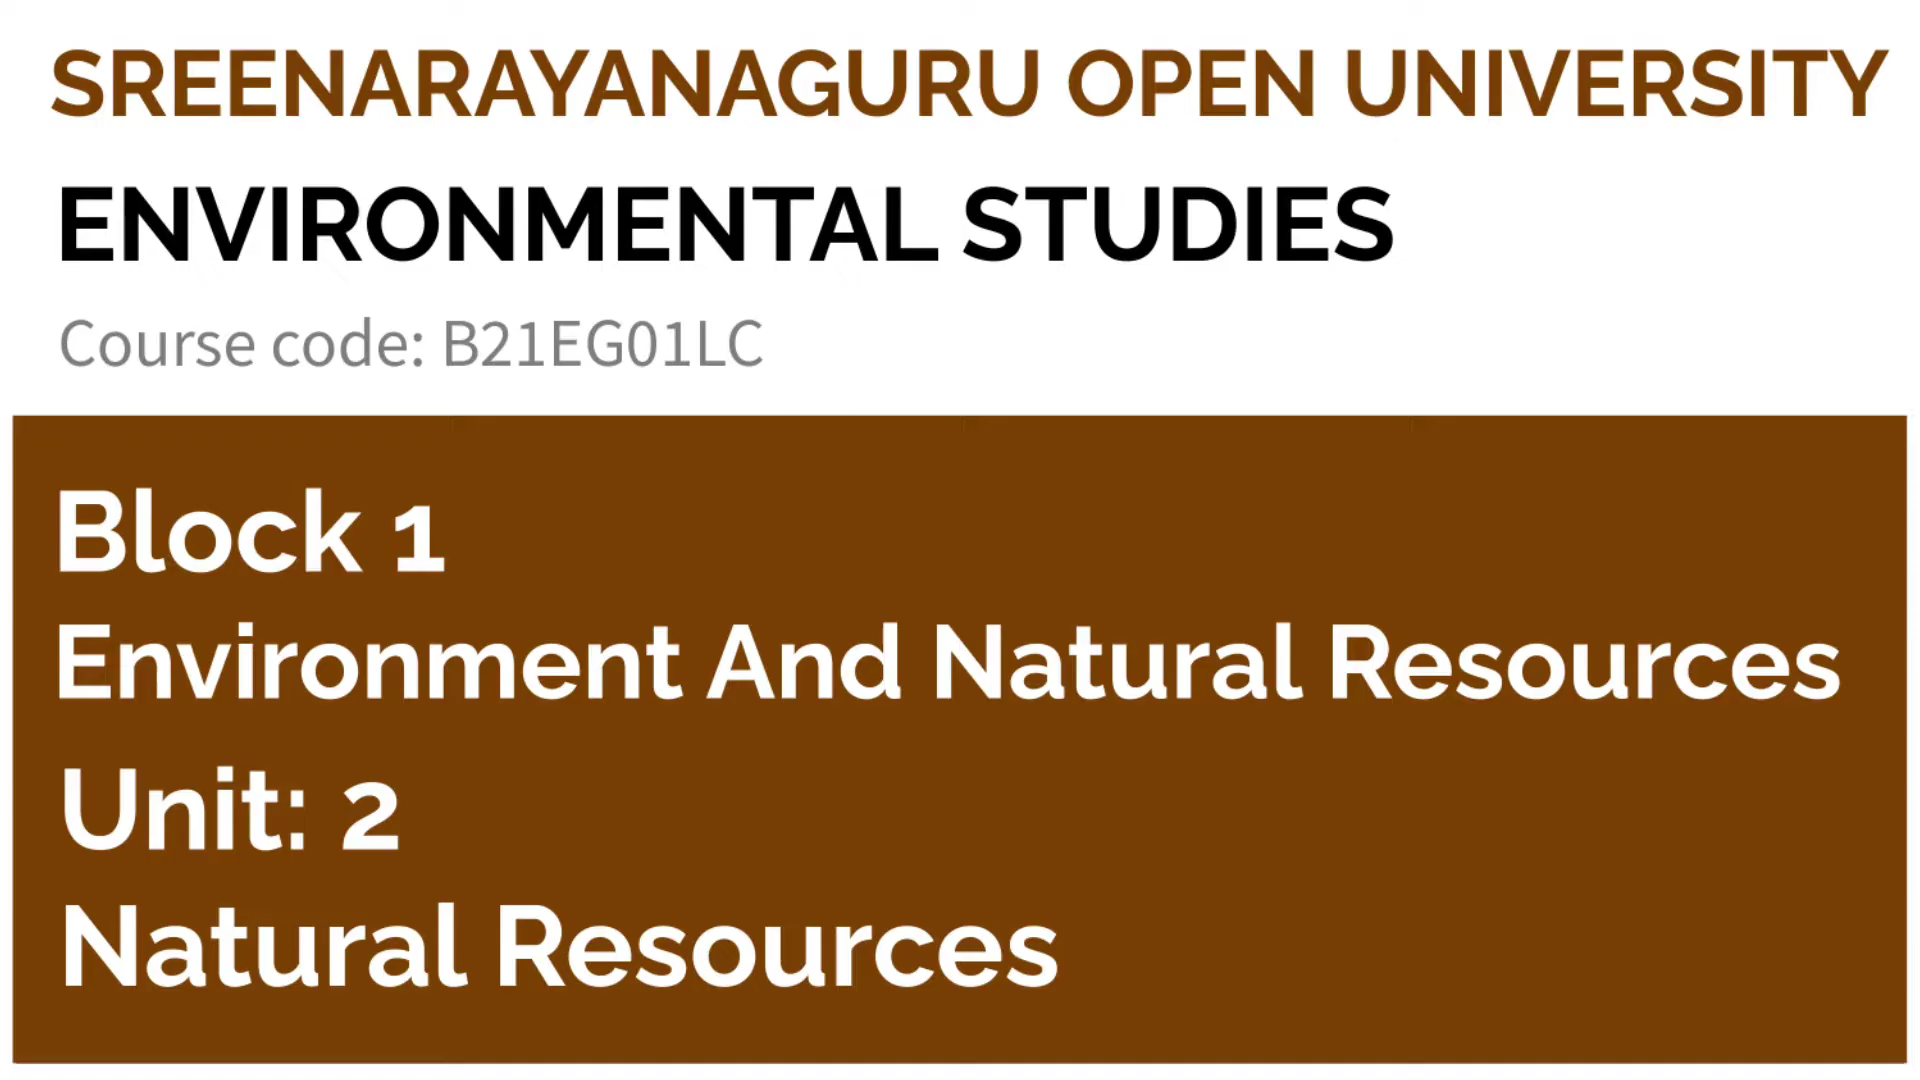 SREENARAYANAGURU OPEN UNIVERSITY
ENVIRONMENTAL STUDIES
Course code: B21EG01LC
Block 1
Environment And Natural Resources
Unit: 2
Natural Resources